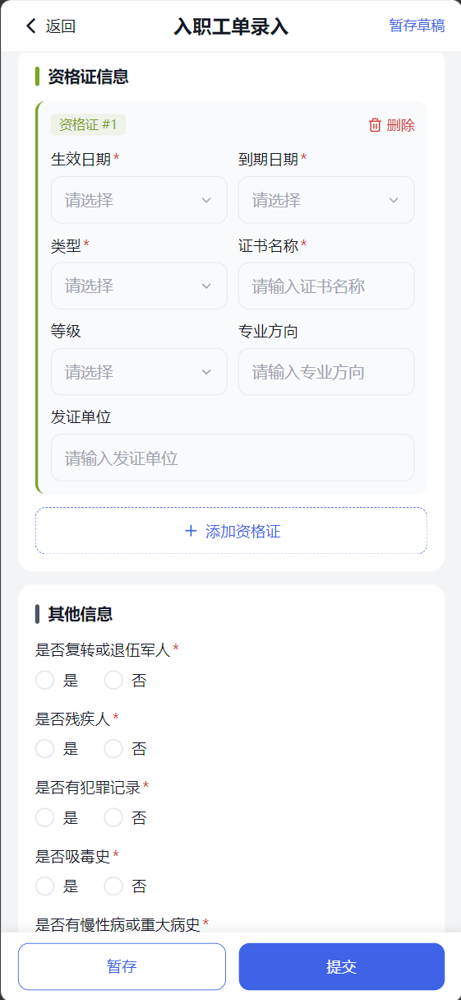 返回 入职工单录入 暂存草稿
资格证信息
资格证 #1 删除
生效日期* 到期日期*
请选择 请选择
类型* 证书名称*
请选择 请输入证书名称
等级 专业方向
请选择 请输入专业方向
发证单位
请输入发证单位
+ 添加资格证
其他信息
是否复转或退伍军人*
是 否
是否残疾人*
是 否
是否有犯罪记录*
是 否
是否吸毒史*
是 否
是否有慢性病或重大病史*
暂存 提交